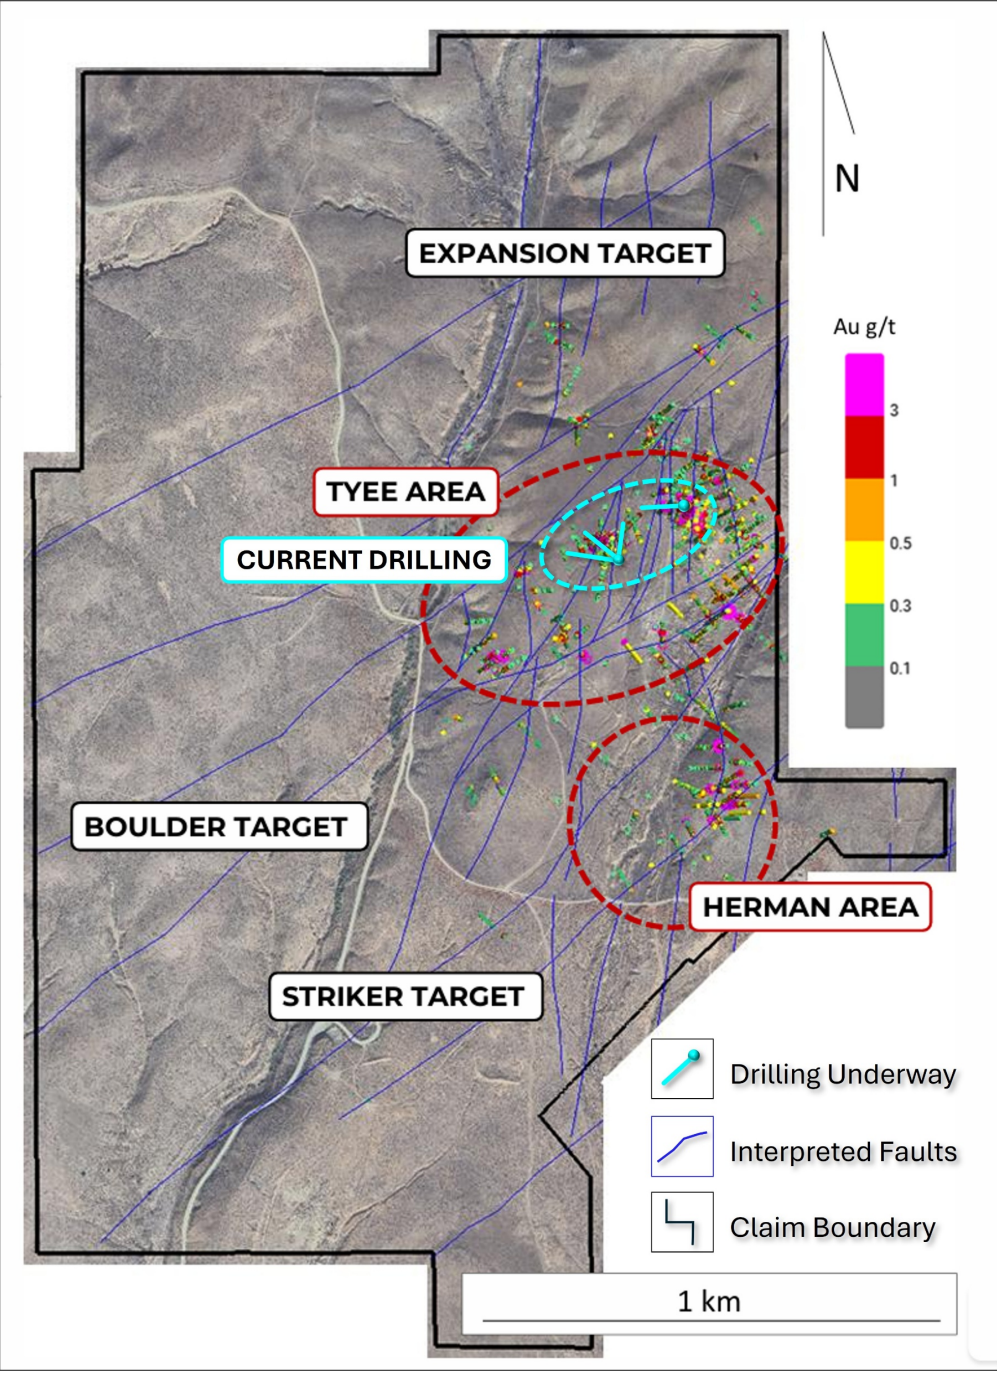 N
EXPANSION TARGET
Au g/t
3
1
0.5
0.3
0.1
TYEE AREA
CURRENT DRILLING
BOULDER TARGET
HERMAN AREA
STRIKER TARGET
Drilling Underway
Interpreted Faults
Claim Boundary
1 km